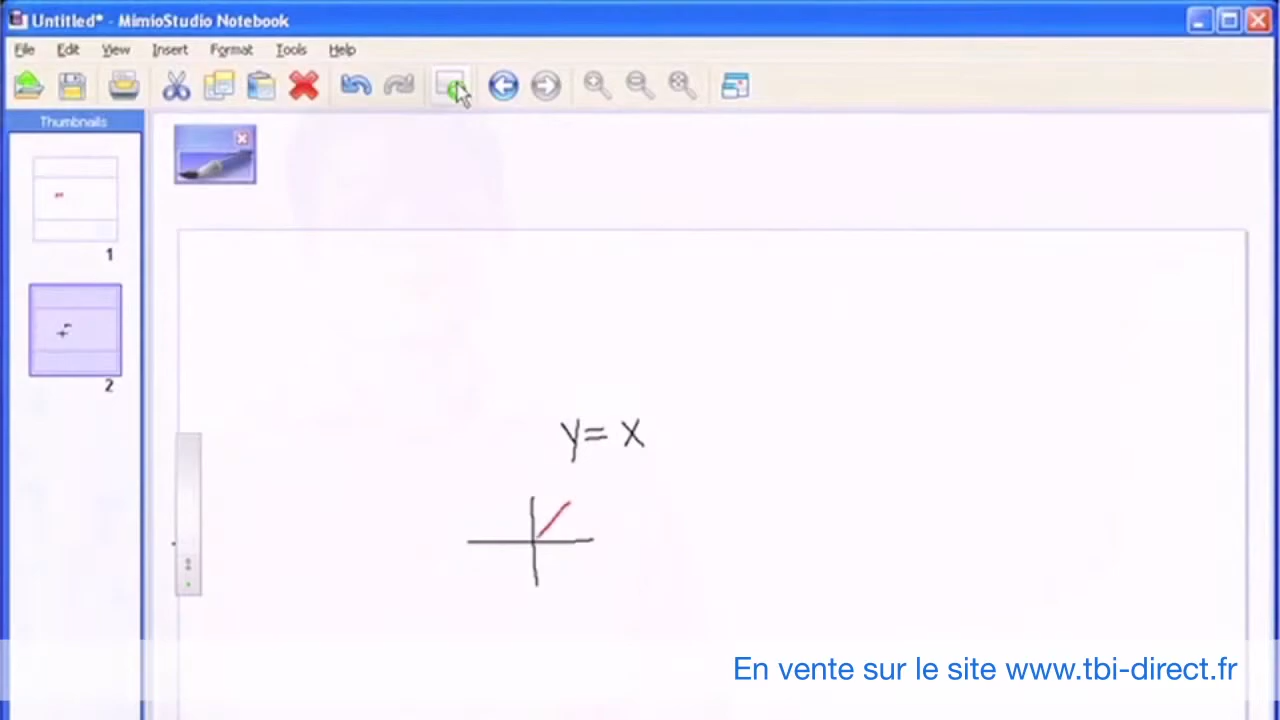 Untitled* - MimioStudio Notebook
File Edit View Insert Format Tools Help
Thumbnails
1
2
y= x
En vente sur le site www.tbi-direct.fr